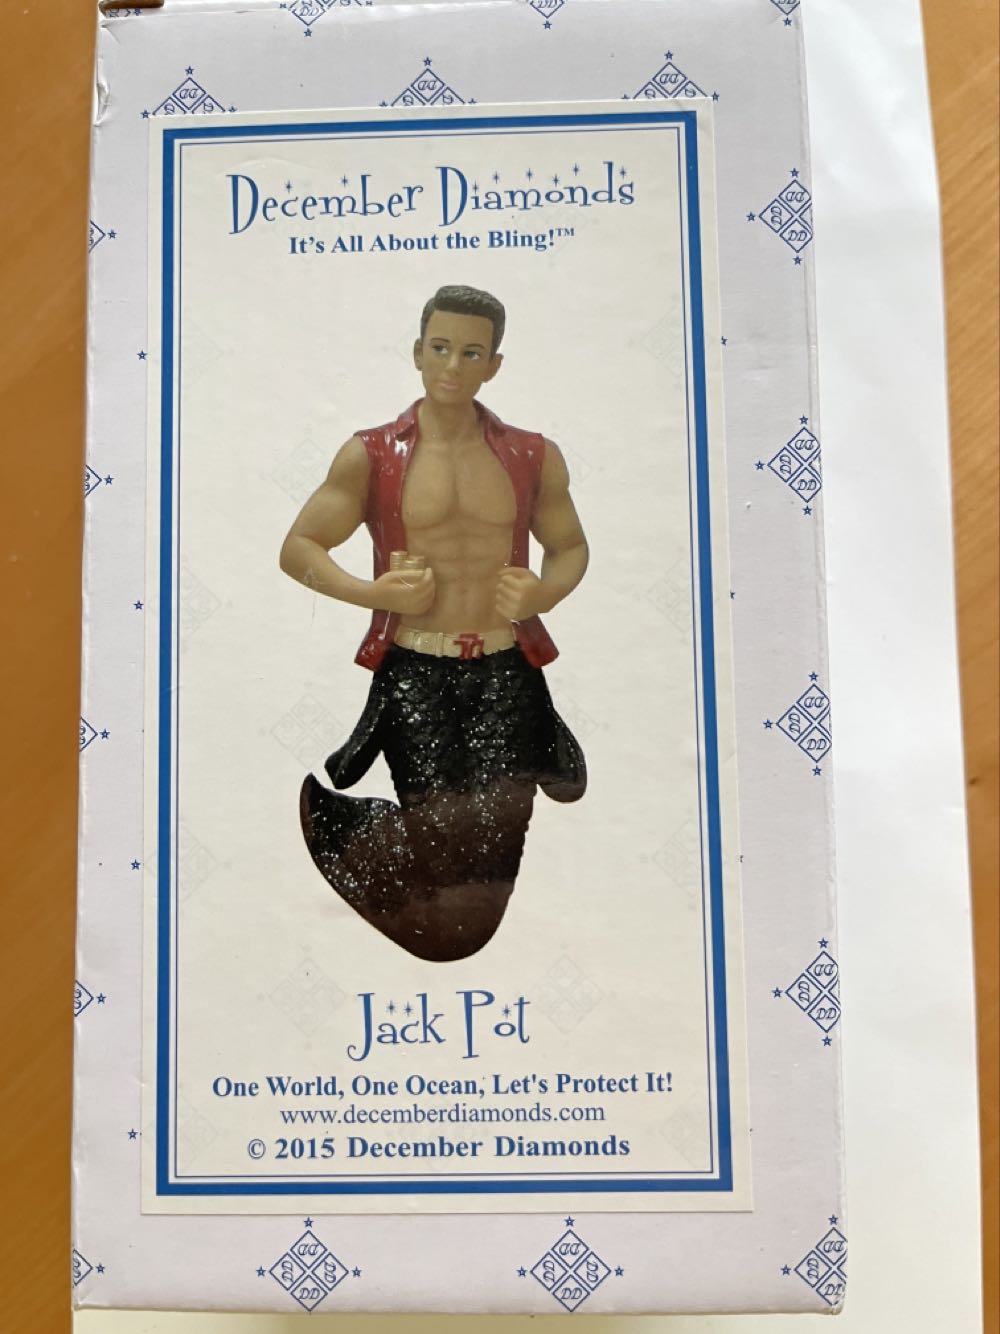 December Diamonds
It's All About the Bling!™
Jack Pot
One World, One Ocean, Let's Protect It!
www.decemberdiamonds.com
© 2015 December Diamonds